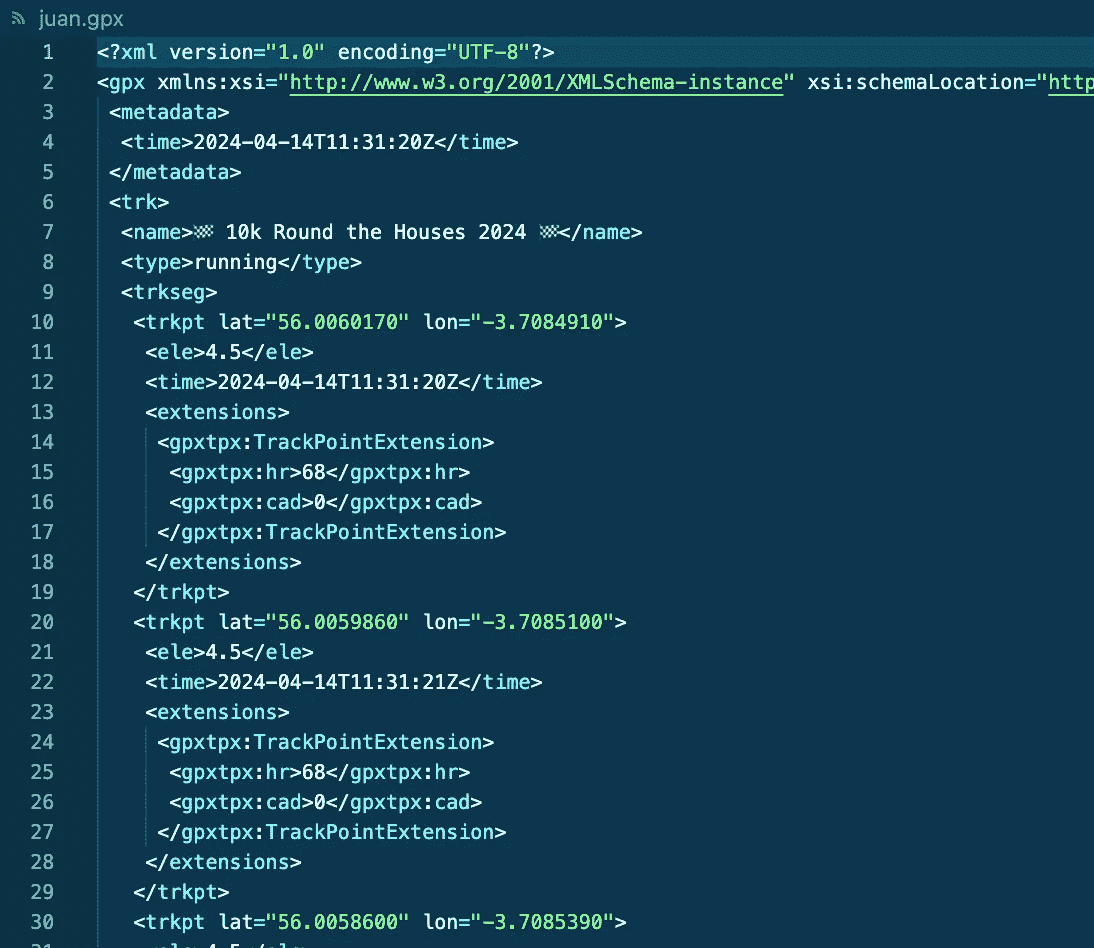 juan.gpx
1 <?xml version="1.0" encoding="UTF-8"?>
2 <gpx xmlns:xsi="http://www.w3.org/2001/XMLSchema-instance" xsi:schemaLocation="http
3 <metadata>
4 <time>2024-04-14T11:31:20Z</time>
5 </metadata>
6 <trk>
7 <name>🏁 10k Round the Houses 2024 🏁</name>
8 <type>running</type>
9 <trkseg>
10 <trkpt lat="56.0060170" lon="-3.7084910">
11 <ele>4.5</ele>
12 <time>2024-04-14T11:31:20Z</time>
13 <extensions>
14 <gpxtpx:TrackPointExtension>
15 <gpxtpx:hr>68</gpxtpx:hr>
16 <gpxtpx:cad>0</gpxtpx:cad>
17 </gpxtpx:TrackPointExtension>
18 </extensions>
19 </trkpt>
20 <trkpt lat="56.0059860" lon="-3.7085100">
21 <ele>4.5</ele>
22 <time>2024-04-14T11:31:21Z</time>
23 <extensions>
24 <gpxtpx:TrackPointExtension>
25 <gpxtpx:hr>68</gpxtpx:hr>
26 <gpxtpx:cad>0</gpxtpx:cad>
27 </gpxtpx:TrackPointExtension>
28 </extensions>
29 </trkpt>
30 <trkpt lat="56.0058600" lon="-3.7085390">